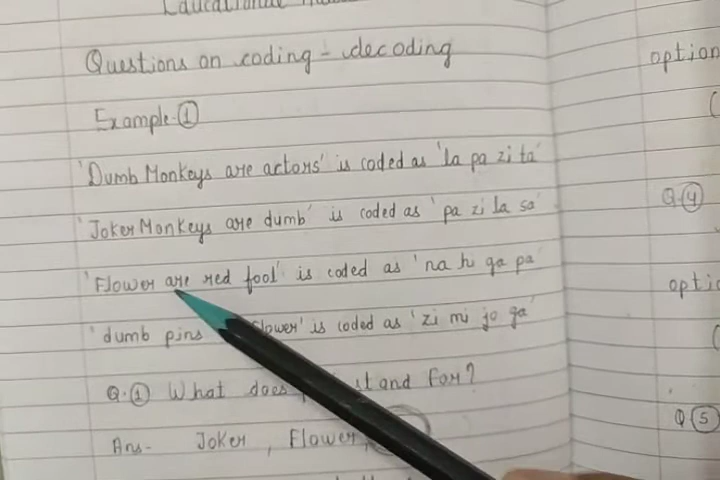 Questions on coding - decoding
option
Example-①
'Dumb Monkeys are actors' is coded as 'la pa zi ta'
'Joker Monkeys are dumb' is coded as 'pa zi la sa'
Q.④
'Flower are red fool' is coded as 'na hi ga pa'
'dumb pins flower' is coded as 'zi mi jo ga'
Q.① What does stand For?
Ans- Joker, Flower
Q⑤